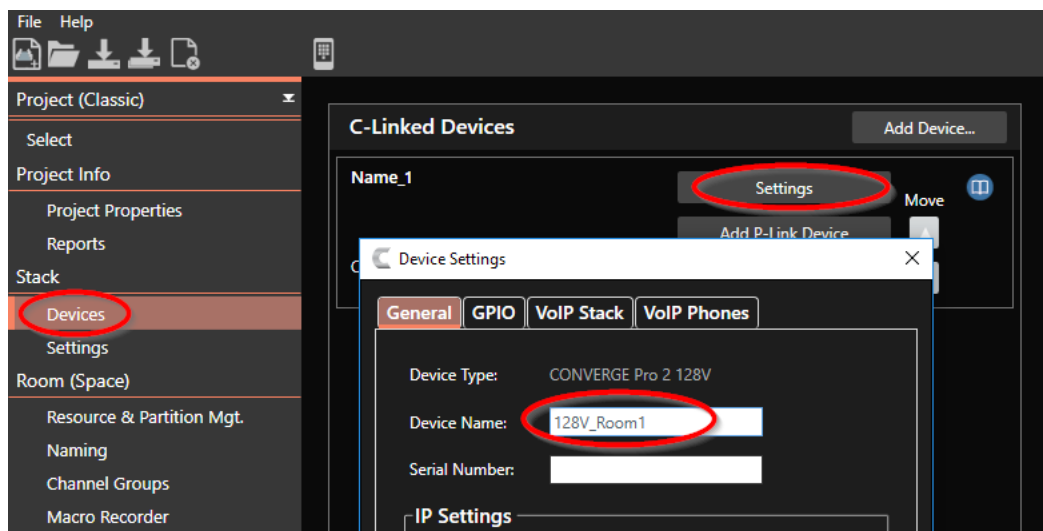 File Help
Project (Classic)
Select
Project Info
Project Properties
Reports
Stack
Devices
Settings
Room (Space)
Resource & Partition Mgt.
Naming
Channel Groups
Macro Recorder
C-Linked Devices
Add Device...
Name_1
Settings
Move
Add P-Link Device
Device Settings
General GPIO VoIP Stack VoIP Phones
Device Type: CONVERGE Pro 2 128V
Device Name: 128V_Room1
Serial Number:
IP Settings